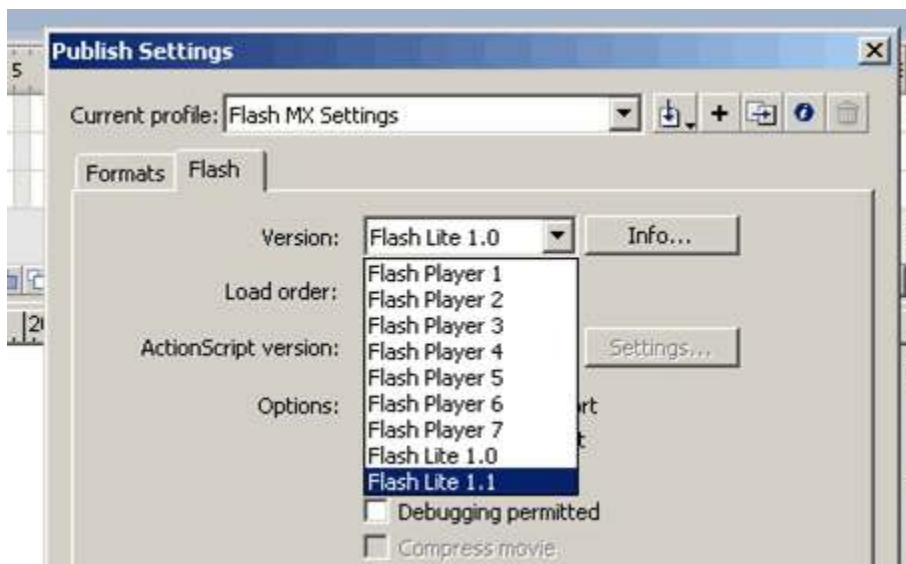 Publish Settings
5
Current profile: Flash MX Settings
Formats Flash
Version: Flash Lite 1.0 Info...
Flash Player 1
Load order:
Flash Player 2
Flash Player 3
ActionScript version: Flash Player 4 Settings...
Flash Player 5
Options: Flash Player 6
Flash Player 7
Flash Lite 1.0
Flash Lite 1.1
Debugging permitted
Compress movie